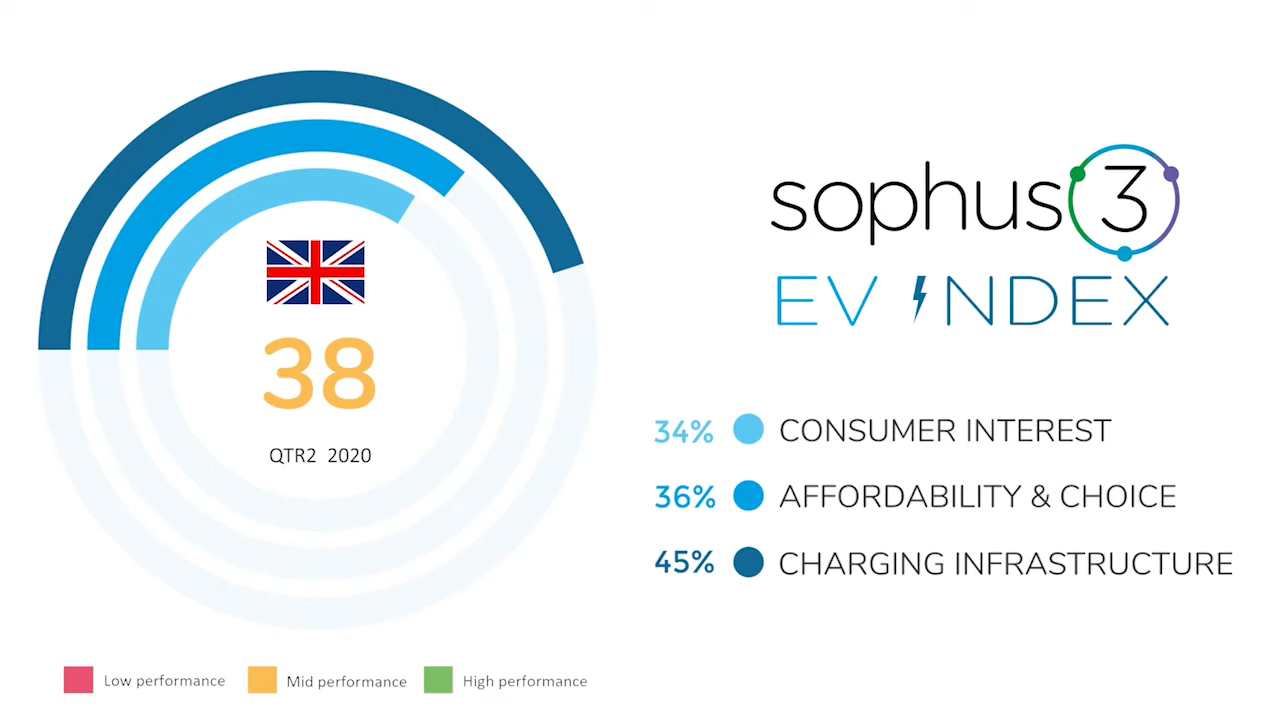 38
QTR2 2020
sophus3
EV INDEX
34% CONSUMER INTEREST
36% AFFORDABILITY & CHOICE
45% CHARGING INFRASTRUCTURE
Low performance Mid performance High performance